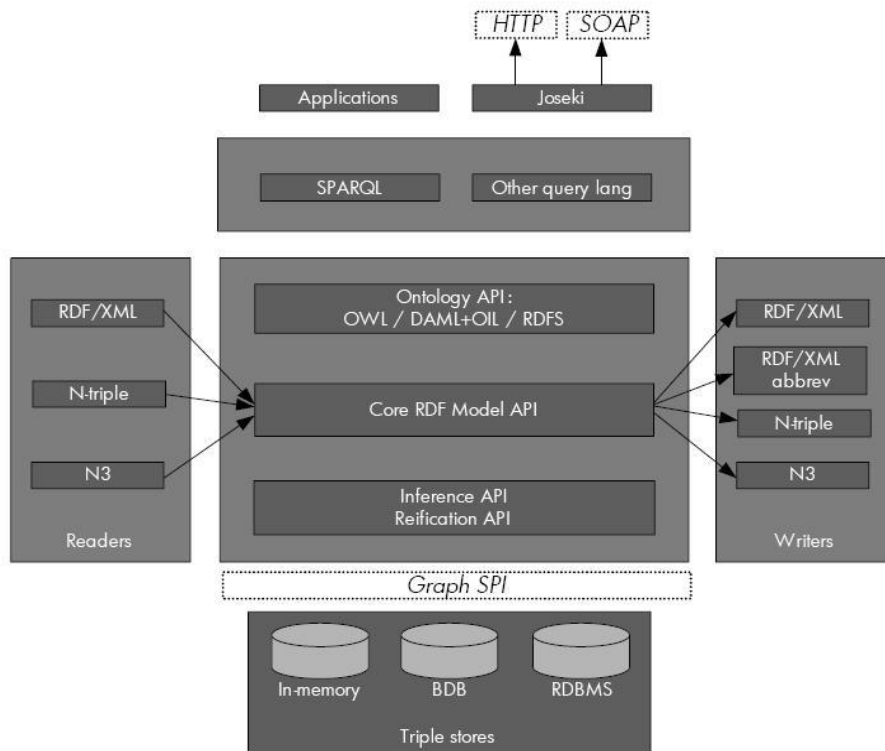 HTTP
SOAP
Applications
Joseki
SPARQL
Other query lang
RDF/XML
N-triple
N3
Readers
Ontology API:
OWL / DAML+OIL / RDFS
Core RDF Model API
Inference API
Reification API
RDF/XML
RDF/XML
abbrev
N-triple
N3
Writers
Graph SPI
In-memory
BDB
RDBMS
Triple stores